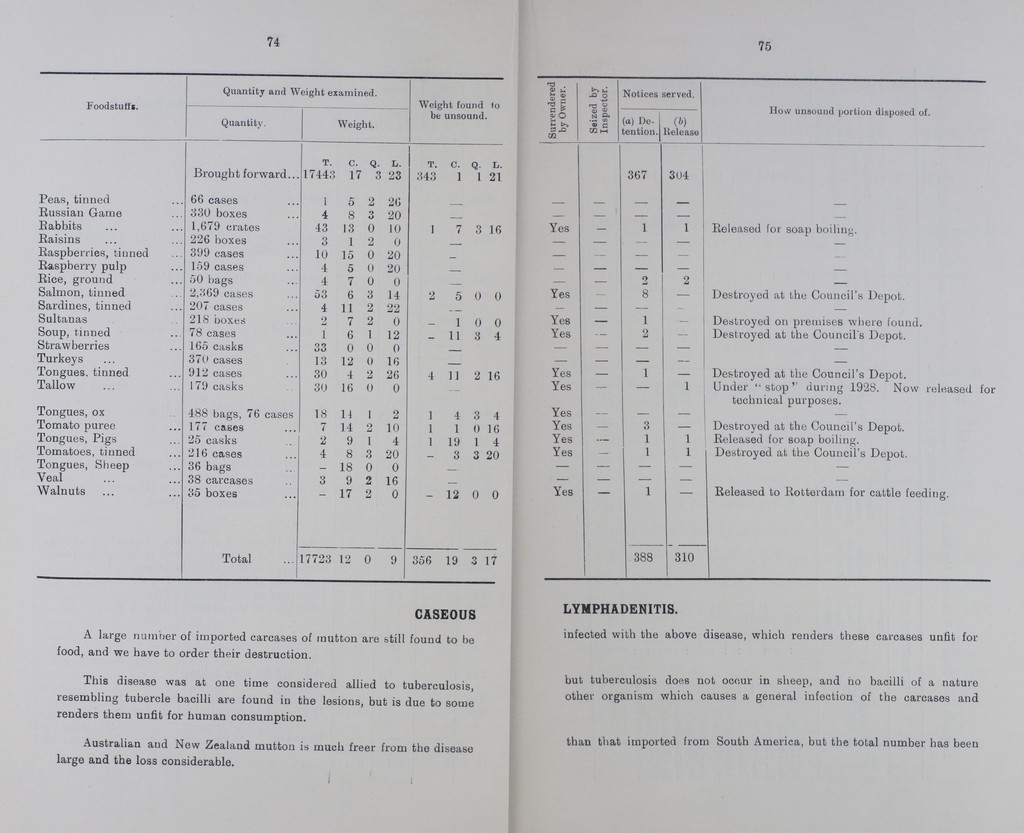 74
75
Foodstuffs. Quantity and Weight examined. Weight found to be unsound. Surrendered by Owner. Seized by Inspector. Notices served. How unsound portion disposed of.
Quantity. Weight. (a) De-tention. (b) Release
T. C. Q. L. T. C. Q. L.
Brought forward... 17443 17 3 23 343 1 1 21 367 304
Peas, tinned ... 66 cases ... 1 5 2 26 — — — — — —
Russian Game ... 330 boxes ... 4 8 3 20 — — — — — —
Rabbits ... ... 1,679 crates 43 13 0 10 1 7 3 16 Yes — 1 1 Released for soap boiling.
Raisins ... ... 226 boxes ... 3 1 2 0 — — — — — —
Raspberries, tinned 399 cases ... 10 15 0 20 - — — — — —
Raspberry pulp ... 159 cases ... 4 5 0 20 — — — — — —
Rice, ground ... 50 bags ... 4 7 0 0 — — — 2 2 —
Salmon, tinned ... 2,369 cases ... 53 6 3 14 2 5 0 0 Yes — 8 — Destroyed at the Council's Depot.
Sardines, tinned ... 207 cases ... 4 11 2 22 — — — — — —
Sultanas ... 218 boxes ... 2 7 2 0 - 1 0 0 Yes — 1 — Destroyed on premises where found.
Soup, tinned ... 78 cases ... 1 6 1 12 - 11 3 4 Yes — 2 — Destroyed at the Council's Depot.
Strawberries ... 165 casks ... 33 0 0 0 — — — — — —
Turkeys ... 370 cases ... 13 12 0 16 — — — — — —
Tongues, tinned ... 912 cases ... 30 4 2 26 4 11 2 16 Yes — 1 — Destroyed at the Council's Depot.
Tallow ... ... 179 casks ... 30 16 0 0 — Yes — — 1 Under "stop" during 1928. Now released for
technical purposes.
Tongues, ox .. 488 bags, 76 cases 18 14 1 2 1 4 3 4 Yes — — — —
Tomato puree ... 177 cases ... 7 14 2 10 1 1 0 16 Yes — 3 — Destroyed at the Council's Depot.
Tongues, Pigs ... 25 casks .. 2 9 1 4 1 19 1 4 Yes — 1 1 Released for soap boiling.
Tomatoes, tinned ... 216 cases ... 4 8 3 20 - 3 3 20 Yes — 1 1 Destroyed at the Council's Depot.
Tongues, Sheep ... 36 bags .. - 18 0 0 — — — — — —
Veal ... ... 38 carcases .. 3 9 2 16 — — — — — —
Walnuts ... ... 35 boxes ... - 17 2 0 - 12 0 0 Yes — 1 — Released to Rotterdam for cattle feeding.
Total ... 17723 12 0 9 356 19 3 17 388 310
CASEOUS LYMPHADENITIS.
A large number of imported carcases of mutton are still found to be infected with the above disease, which renders these carcases unfit for
food, and we have to order their destruction.
This disease was at one time considered allied to tuberculosis, but tuberculosis does not occur in sheep, and no bacilli of a nature
resembling tubercle bacilli are found in the lesions, but is due to some other organism which causes a general infection of the carcases and
renders them unfit for human consumption.
Australian and New Zealand mutton is much freer from the disease than that imported from South America, but the total number has been
large and the loss considerable.